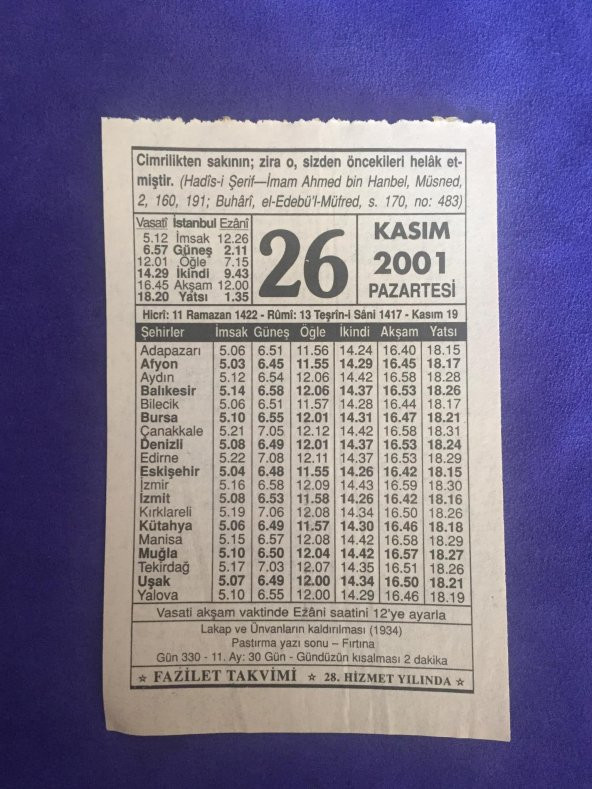 Cimrilikten sakının; zira o, sizden öncekileri helâk et-
miştir. (Hadîs-i Şerif—İmam Ahmed bin Hanbel, Müsned,
2, 160, 191; Buhârî, el-Edebü'l-Müfred, s. 170, no: 483)
Vasatî İstanbul Ezânî
5.12 İmsak 12.26
6.57 Güneş 2.11
12.01 Öğle 7.15
14.29 İkindi 9.43
16.45 Akşam 12.00
18.20 Yatsı 1.35
26
KASIM
2001
PAZARTESİ
Hicrî: 11 Ramazan 1422 - Rûmî: 13 Teşrîn-i Sâni 1417 - Kasım 19
Şehirler İmsak Güneş Öğle İkindi Akşam Yatsı
Adapazarı 5.06 6.51 11.56 14.24 16.40 18.15
Afyon 5.03 6.45 11.55 14.29 16.45 18.17
Aydın 5.12 6.54 12.06 14.42 16.58 18.28
Balıkesir 5.14 6.58 12.06 14.37 16.53 18.26
Bilecik 5.06 6.51 11.57 14.28 16.44 18.17
Bursa 5.10 6.55 12.01 14.31 16.47 18.21
Çanakkale 5.21 7.05 12.12 14.42 16.58 18.31
Denizli 5.08 6.49 12.01 14.37 16.53 18.24
Edirne 5.22 7.08 12.11 14.37 16.53 18.29
Eskişehir 5.04 6.48 11.55 14.26 16.42 18.15
İzmir 5.16 6.58 12.09 14.43 16.59 18.30
İzmit 5.08 6.53 11.58 14.26 16.42 18.16
Kırklareli 5.19 7.06 12.08 14.34 16.50 18.26
Kütahya 5.06 6.49 11.57 14.30 16.46 18.18
Manisa 5.15 6.57 12.08 14.42 16.58 18.29
Muğla 5.10 6.50 12.04 14.42 16.57 18.27
Tekirdağ 5.17 7.03 12.07 14.35 16.51 18.26
Uşak 5.07 6.49 12.00 14.34 16.50 18.21
Yalova 5.10 6.55 12.00 14.29 16.46 18.19
Vasati akşam vaktinde Ezâni saatini 12'ye ayarla
Lakap ve Ünvanların kaldırılması (1934)
Pastırma yazı sonu – Fırtına
Gün 330 - 11. Ay: 30 Gün - Gündüzün kısalması 2 dakika
☆ FAZİLET TAKVİMİ ☆ 28. HİZMET YILINDA ☆